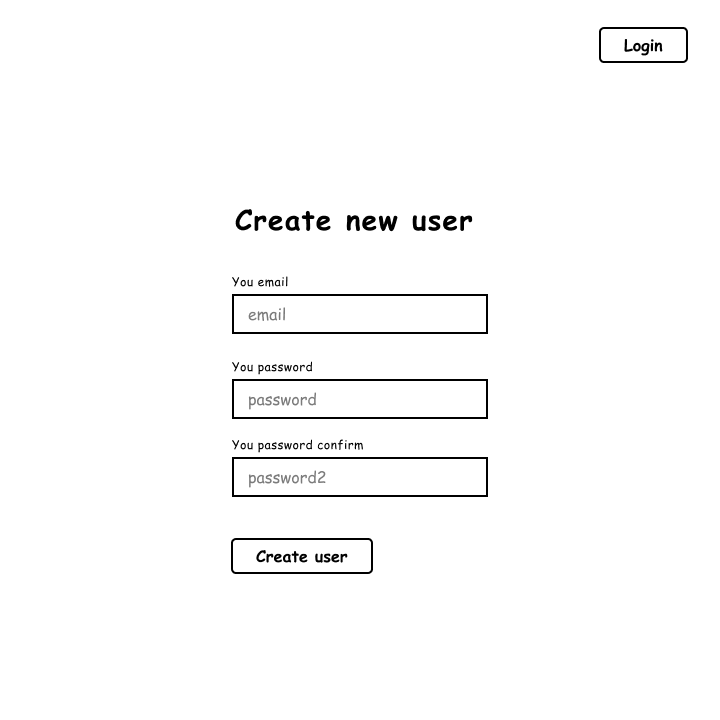 Login
Create new user
You email
email
You password
password
You password confirm
password2
Create user